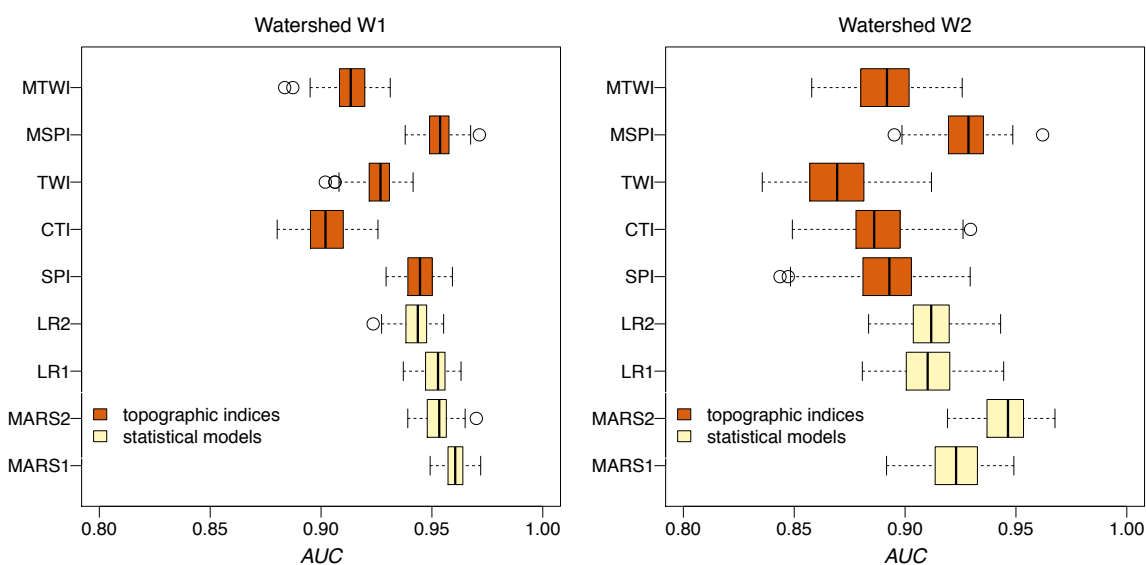 Watershed W1
MTWI
MSPI
TWI
CTI
SPI
LR2
LR1
MARS2
MARS1
topographic indices
statistical models
0.80 0.85 0.90 0.95 1.00
AUC
Watershed W2
MTWI
MSPI
TWI
CTI
SPI
LR2
LR1
MARS2
MARS1
topographic indices
statistical models
0.80 0.85 0.90 0.95 1.00
AUC